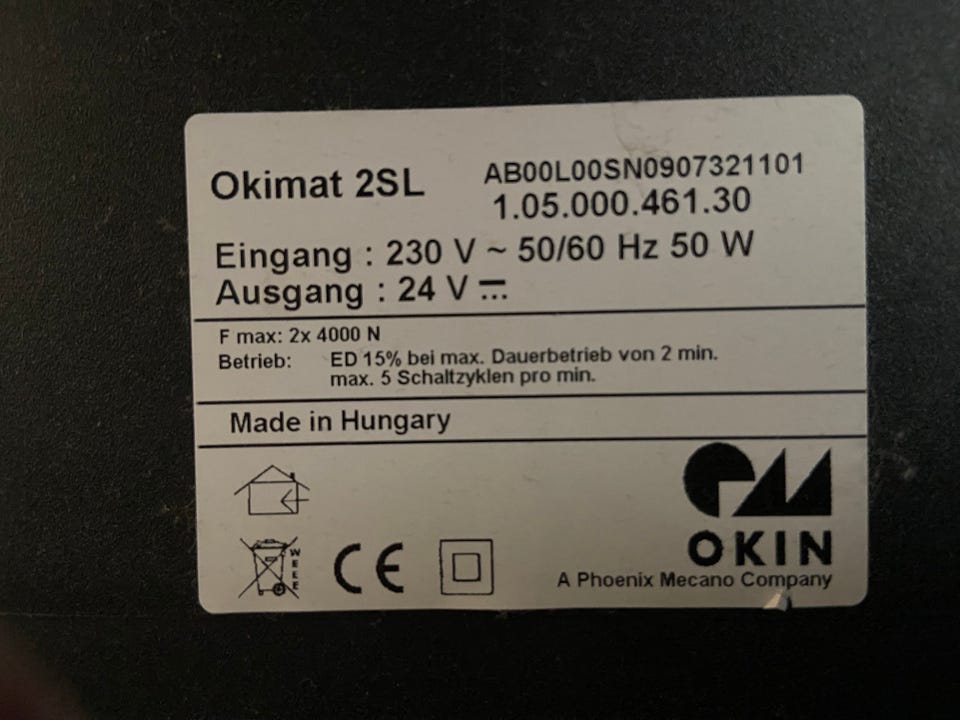 Okimat 2SL
AB00L00SN0907321101
1.05.000.461.30
Eingang : 230 V ~ 50/60 Hz 50 W
Ausgang : 24 V ⎓
F max: 2x 4000 N
Betrieb: ED 15% bei max. Dauerbetrieb von 2 min.
max. 5 Schaltzyklen pro min.
Made in Hungary
WEEE
CE
OKIN
A Phoenix Mecano Company